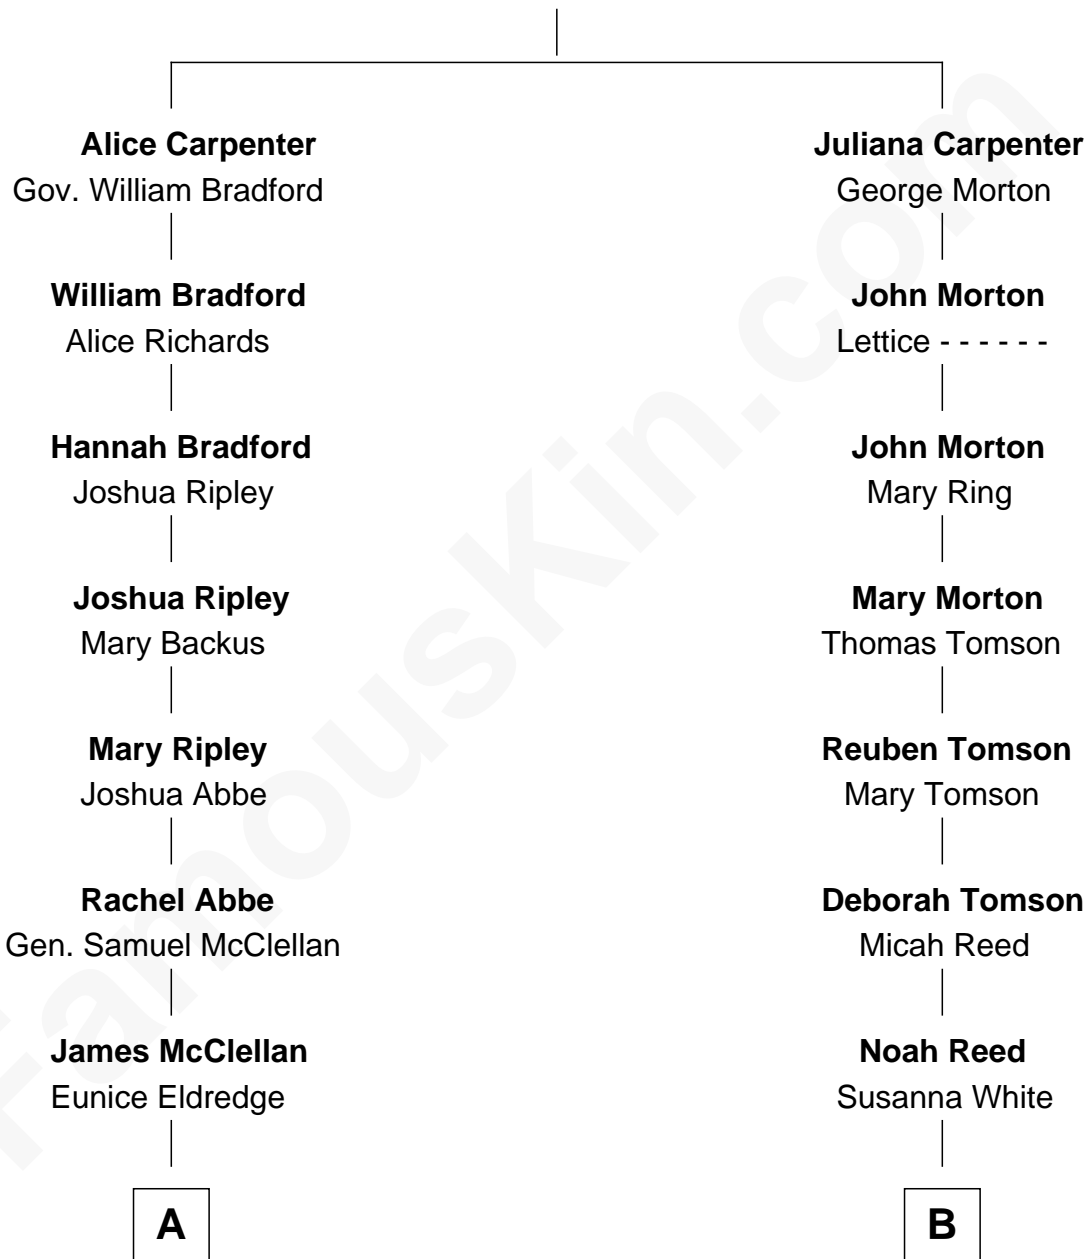 Alice Carpenter
Gov. William Bradford
William Bradford
Alice Richards
Hannah Bradford
Joshua Ripley
Joshua Ripley
Mary Backus
Mary Ripley
Joshua Abbe
Rachel Abbe
Gen. Samuel McClellan
James McClellan
Eunice Eldredge
A
Juliana Carpenter
George Morton
John Morton
Lettice - - - - - -
John Morton
Mary Ring
Mary Morton
Thomas Tomson
Reuben Tomson
Mary Tomson
Deborah Tomson
Micah Reed
Noah Reed
Susanna White
B
FamousKin.com